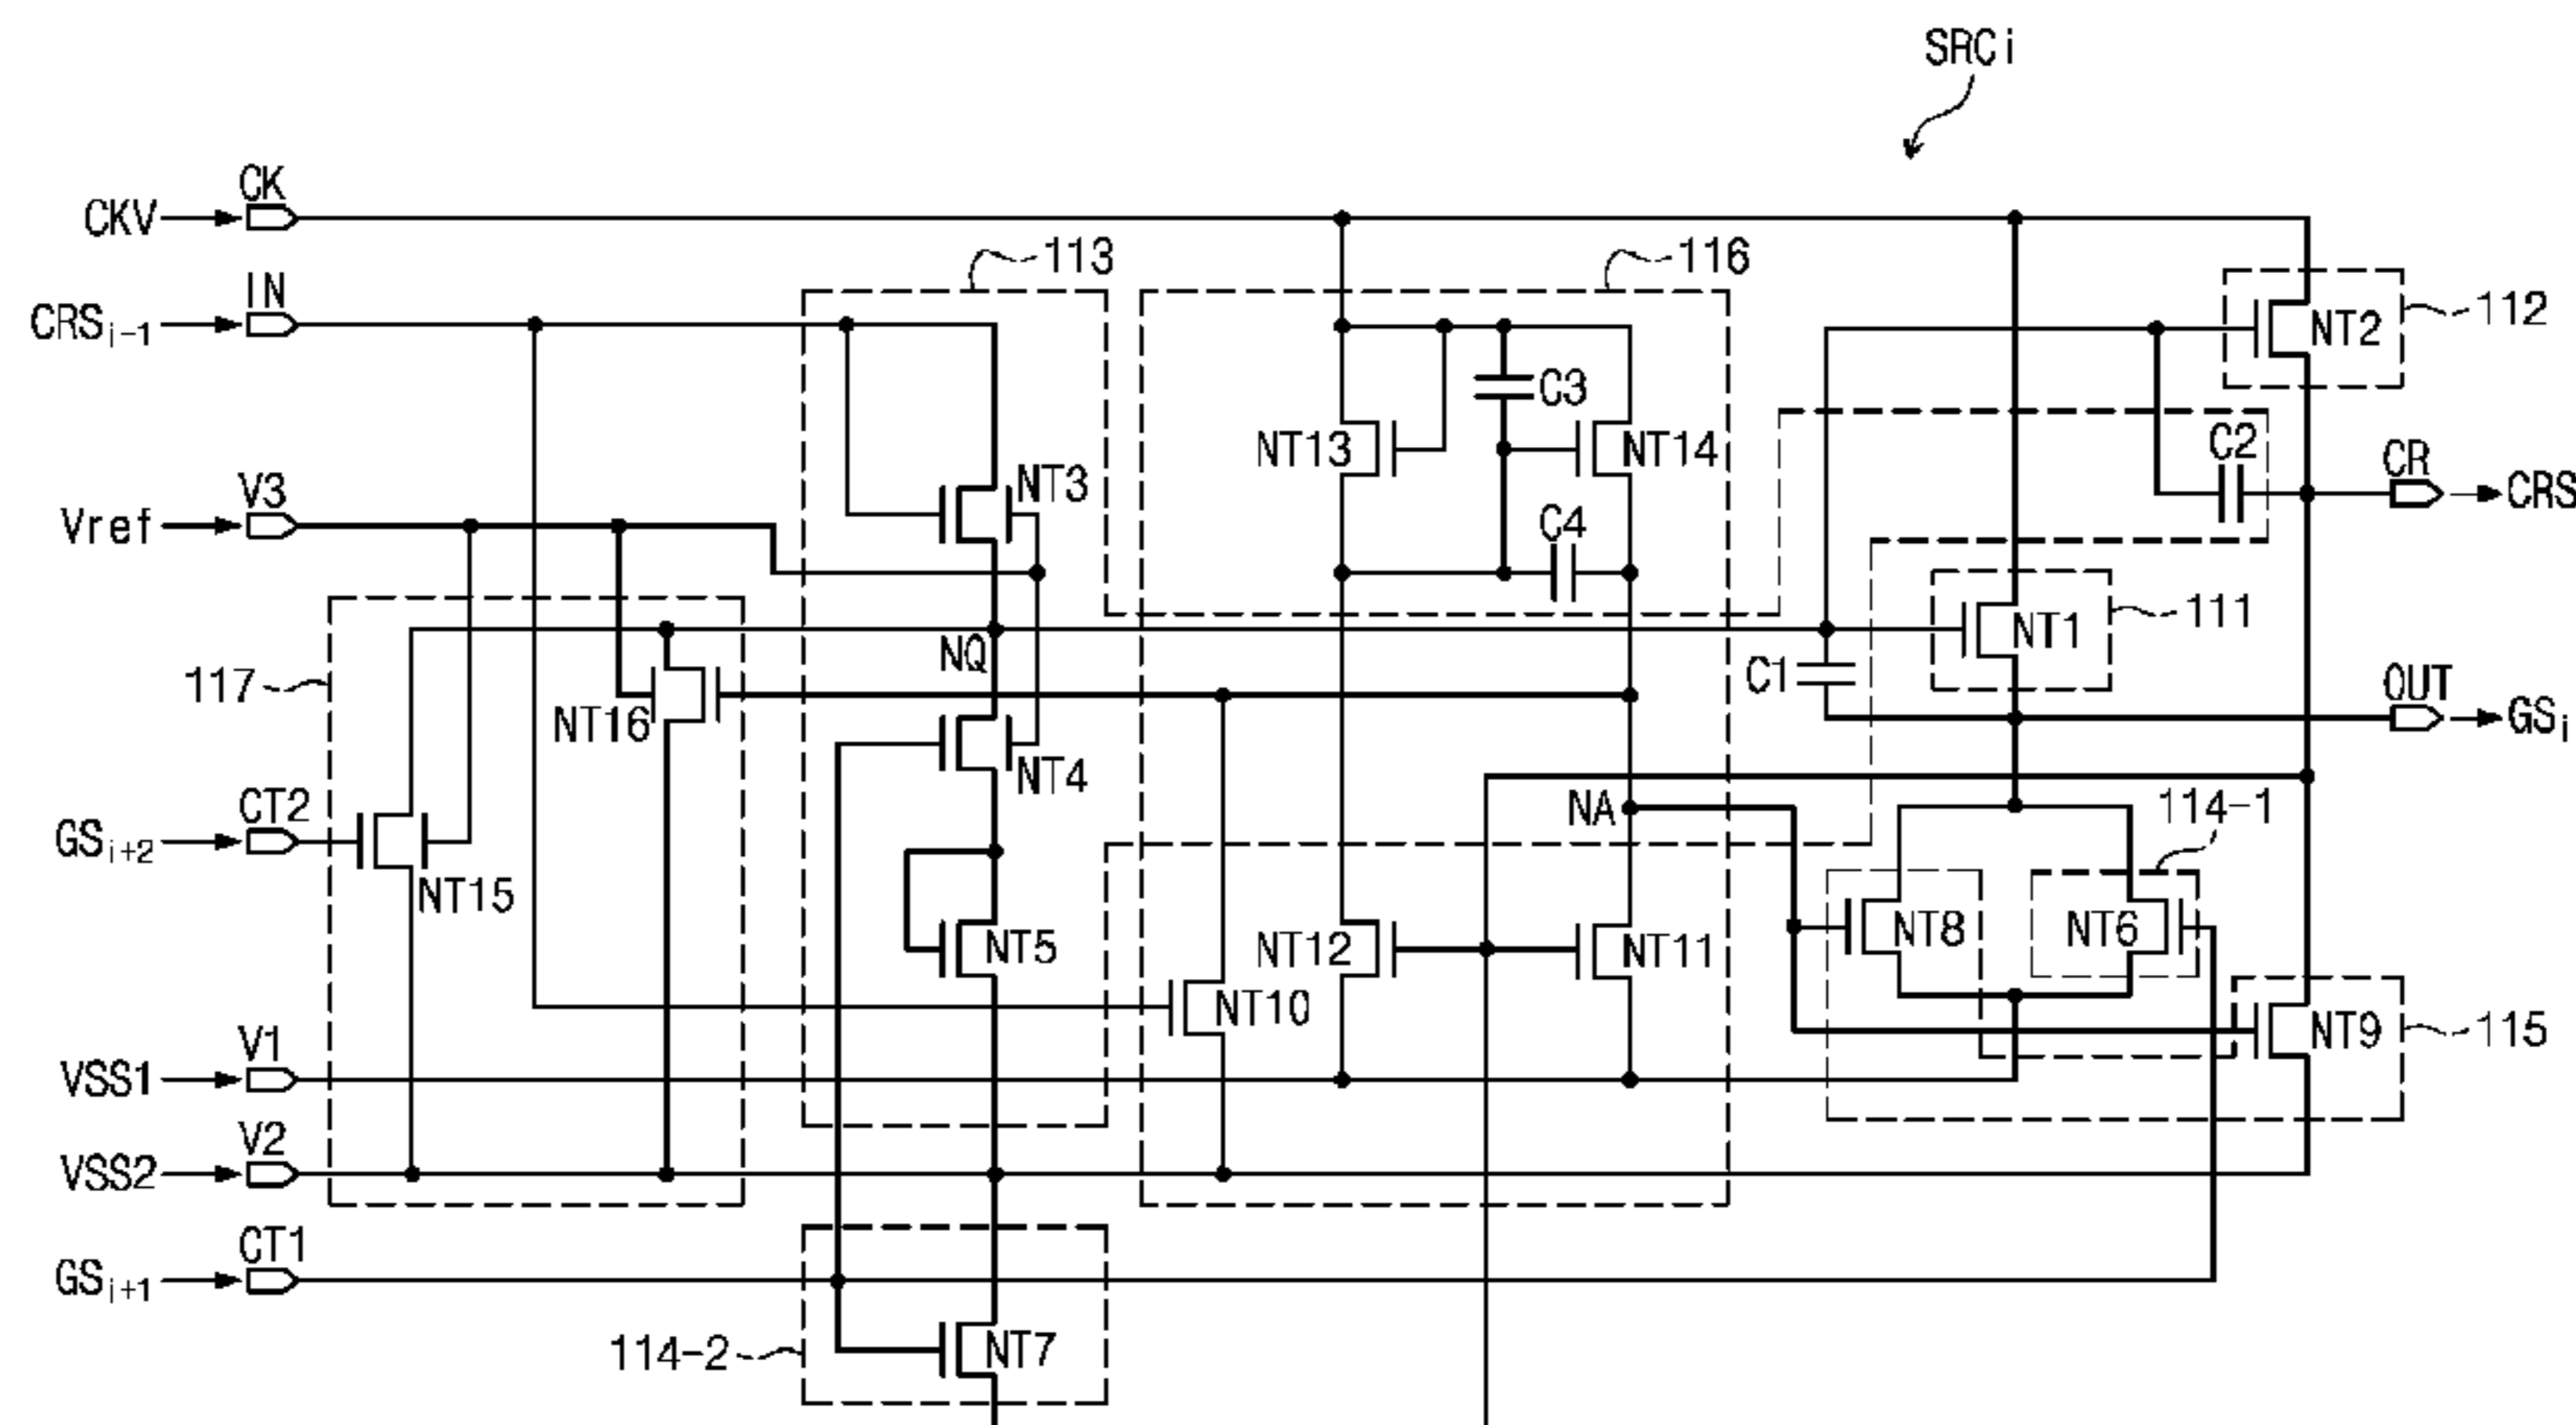 SRCi
CK
CKV
113
116
IN
CRSi-1
112
NT2
C3
NT13
NT14
C2
CR
CRS
V3
Vref
NT3
C4
111
NT1
NQ
C1
117
NT16
OUT
GSi
NT4
CT2
GSi+2
NA
114-1
NT15
NT5
NT12
NT11
NT8
NT6
NT10
NT9
115
V1
VSS1
V2
VSS2
CT1
GSi+1
114-2
NT7